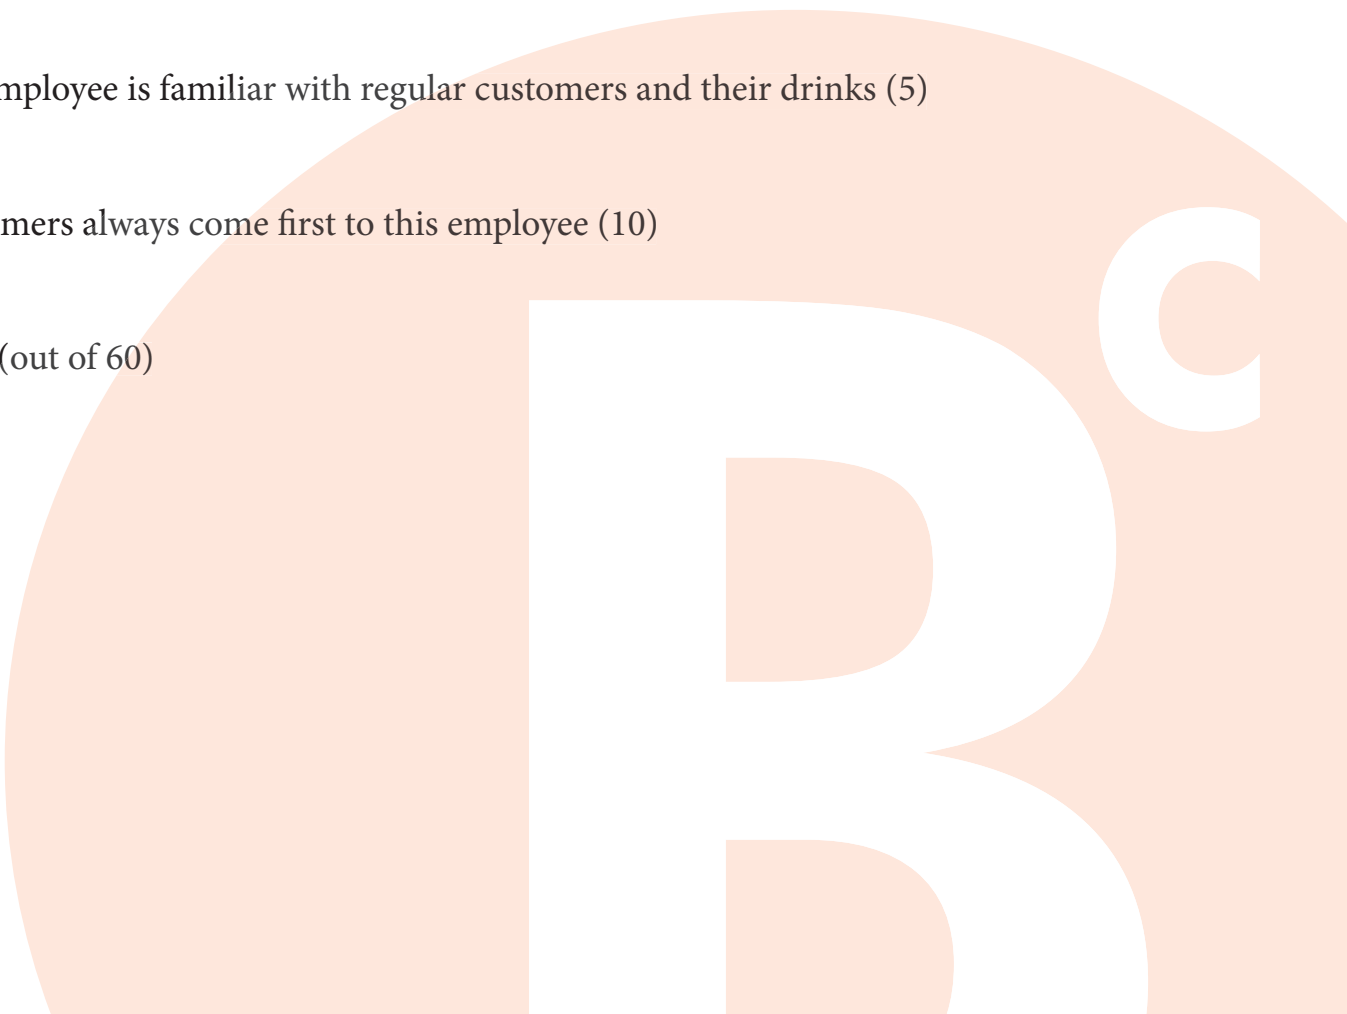 mployee is familiar with regular customers and their drinks (5)
mers always come first to this employee (10)
(out of 60)
B C